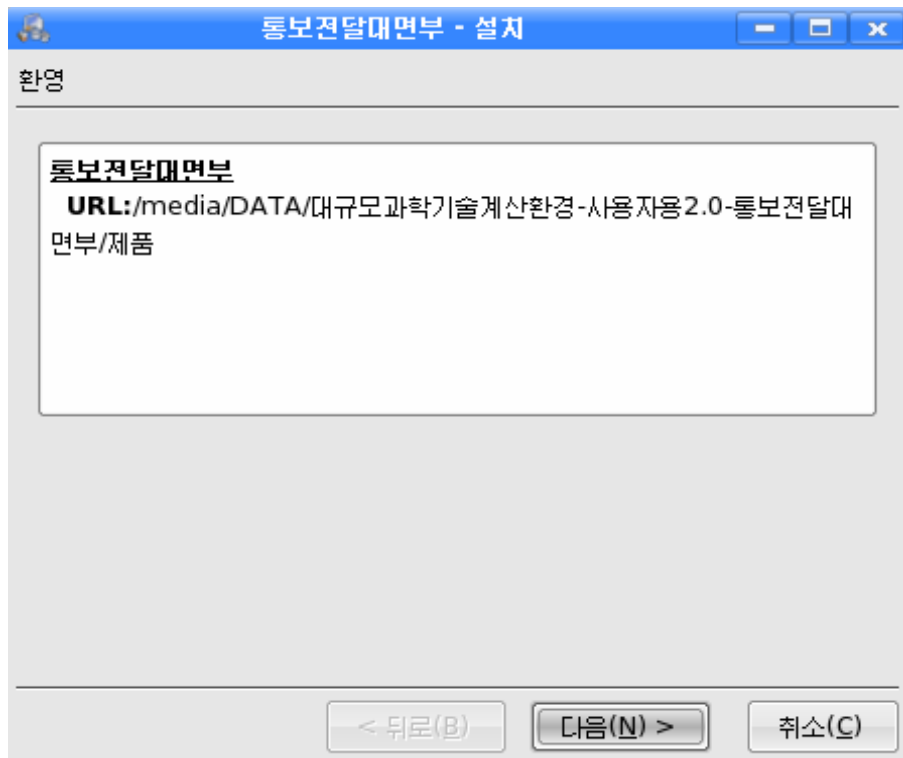 통보전달대면부 - 설치
환영
통보전달대면부
URL:/media/DATA/대규모과학기술계산환경-사용자용2.0-통보전달대
면부/제품
< 뒤로(B)
다음(N) >
취소(C)